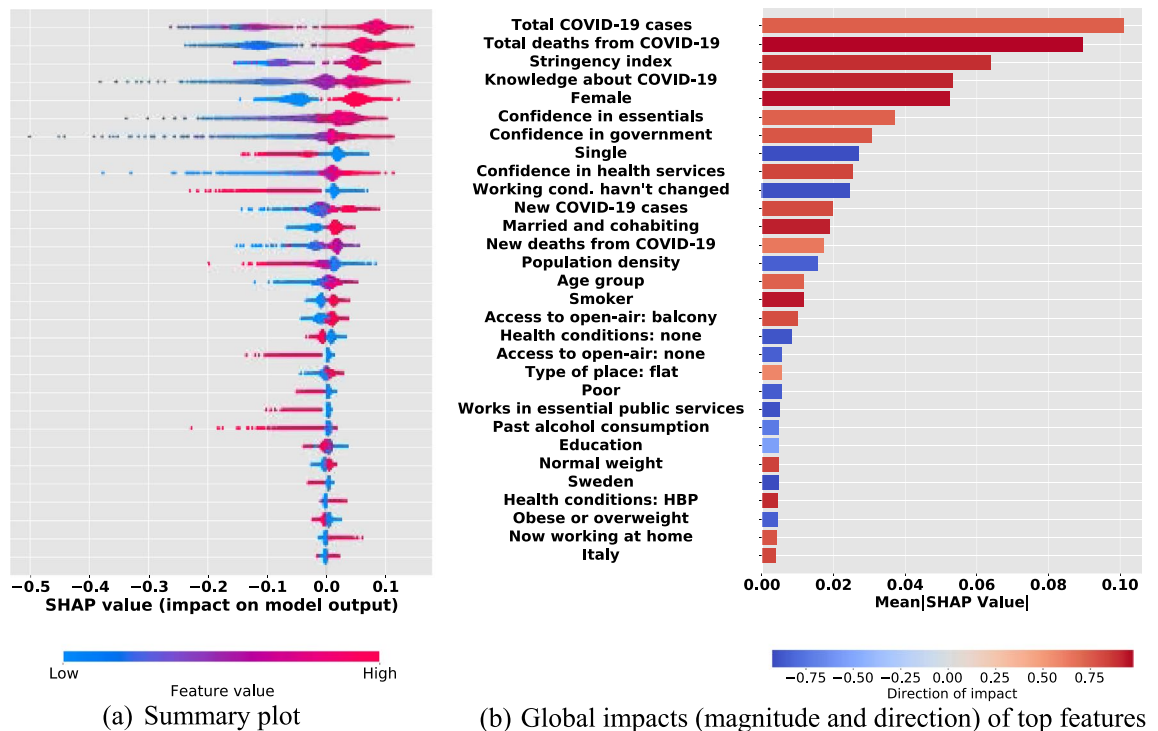 Total COVID-19 cases
Total deaths from COVID-19
Stringency index
Knowledge about COVID-19
Female
Confidence in essentials
Confidence in government
Single
Confidence in health services
Working cond. havn't changed
New COVID-19 cases
Married and cohabiting
New deaths from COVID-19
Population density
Age group
Smoker
Access to open-air: balcony
Health conditions: none
Access to open-air: none
Type of place: flat
Poor
Works in essential public services
Past alcohol consumption
Education
Normal weight
Sweden
Health conditions: HBP
Obese or overweight
Now working at home
Italy
−0.5 −0.4 −0.3 −0.2 −0.1 0.0 0.1
SHAP value (impact on model output)
0.00 0.02 0.04 0.06 0.08 0.10
Mean|SHAP Value|
Low High
Feature value
−0.75 −0.50 −0.25 0.00 0.25 0.50 0.75
Direction of impact
(a) Summary plot
(b) Global impacts (magnitude and direction) of top features